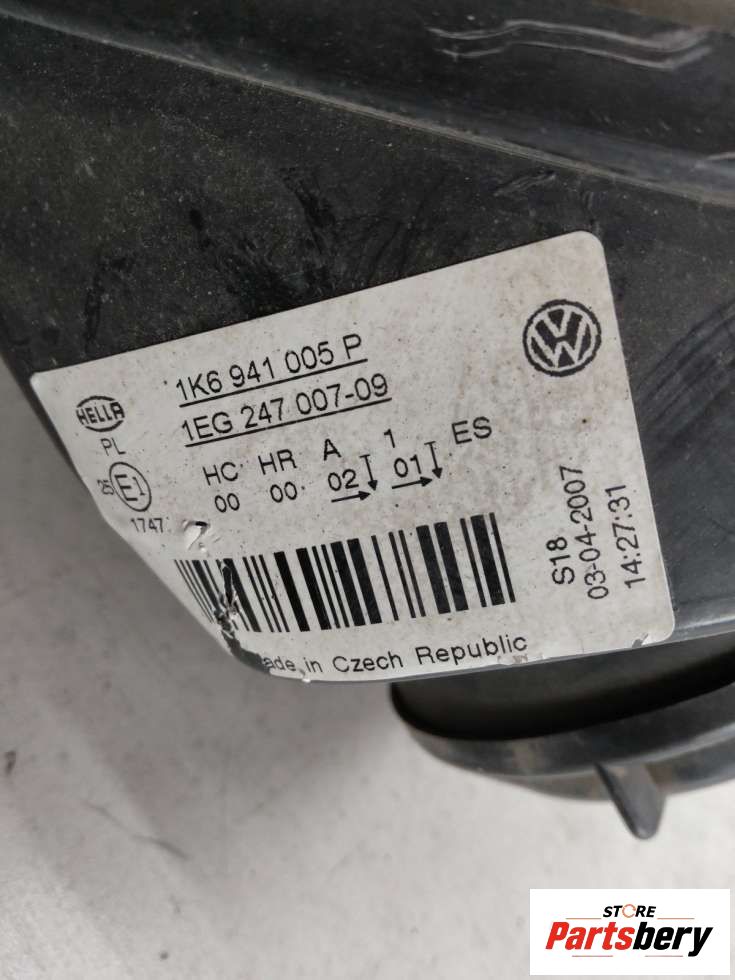 1K6 941 005 P
1EG 247 007-09
HELLA
PL
25 E1
1747
HC HR A 1 ES
00 00 02 01
S18
03-04-2007
14:27:31
in Czech Republic
STORE
Partsbery